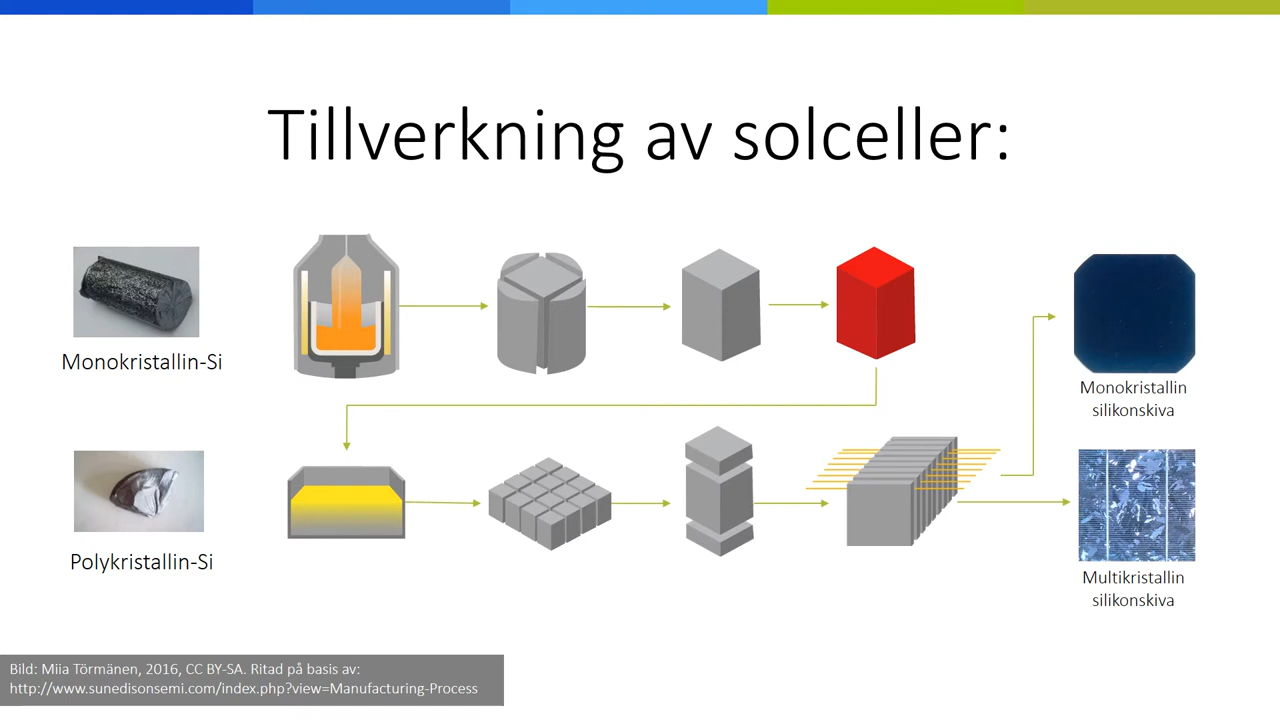 Tillverkning av solceller:
Monokristallin-Si
Monokristallin
silikonskiva
Polykristallin-Si
Multikristallin
silikonskiva
Bild: Miia Törmänen, 2016, CC BY-SA. Ritad på basis av:
http://www.sunedisonsemi.com/index.php?view=Manufacturing-Process